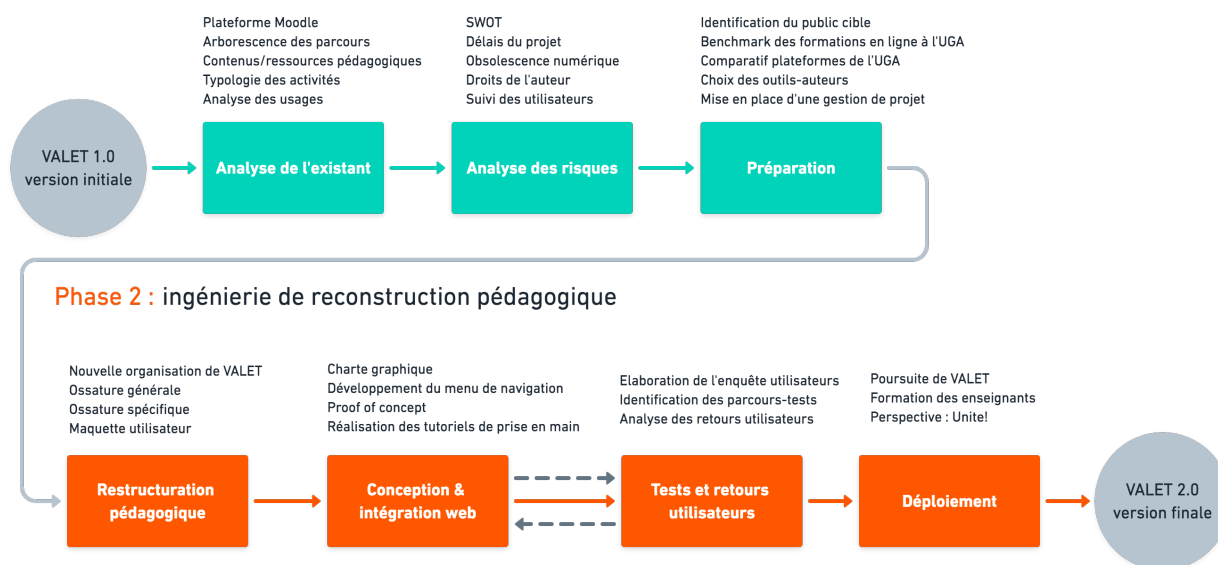 Plateforme Moodle
Arborescence des parcours
Contenus/ressources pédagogiques
Typologie des activités
Analyse des usages
SWOT
Délais du projet
Obsolescence numérique
Droits de l'auteur
Suivi des utilisateurs
Identification du public cible
Benchmark des formations en ligne à l'UGA
Comparatif plateformes de l'UGA
Choix des outils-auteurs
Mise en place d'une gestion de projet
VALET 1.0
version initiale
Analyse de l'existant
Analyse des risques
Préparation
Phase 2 : ingénierie de reconstruction pédagogique
Nouvelle organisation de VALET
Ossature générale
Ossature spécifique
Maquette utilisateur
Charte graphique
Développement du menu de navigation
Proof of concept
Réalisation des tutoriels de prise en main
Elaboration de l'enquête utilisateurs
Identification des parcours-tests
Analyse des retours utilisateurs
Poursuite de VALET
Formation des enseignants
Perspective : Unite!
Restructuration
pédagogique
Conception &
intégration web
Tests et retours
utilisateurs
Déploiement
VALET 2.0
version finale